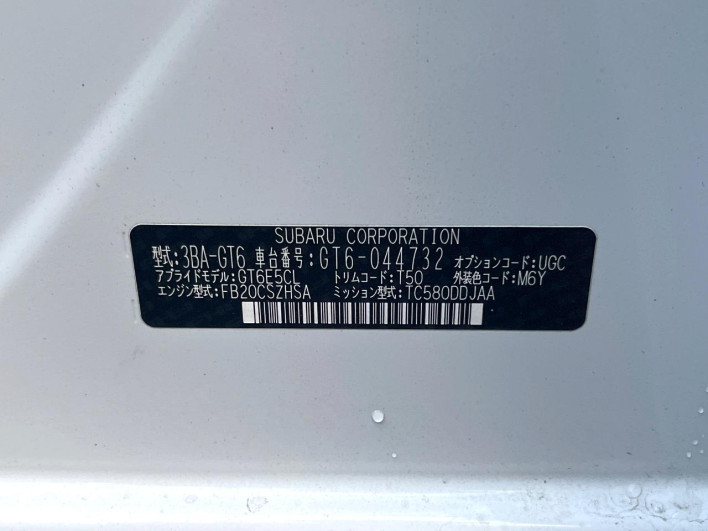 SUBARU CORPORATION
型式:3BA-GT6 車台番号:GT6-044732 オプションコード:UGC
アプライドモデル:GT6E5CL トリムコード:T50 外装色コード:M6Y
エンジン型式:FB20CSZHSA ミッション型式:TC580DDJAA